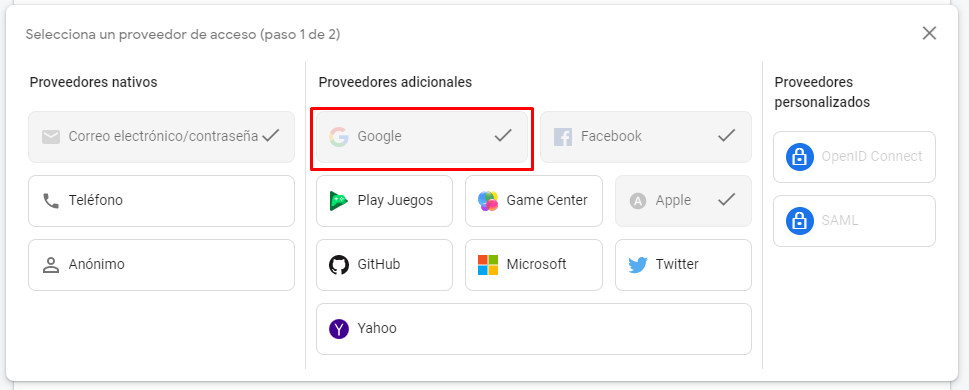 Selecciona un proveedor de acceso (paso 1 de 2)
Proveedores nativos
Correo electrónico/contraseña
Teléfono
Anónimo
Proveedores adicionales
Google
Facebook
Play Juegos
Game Center
Apple
GitHub
Microsoft
Twitter
Yahoo
Proveedores
personalizados
OpenID Connect
SAML